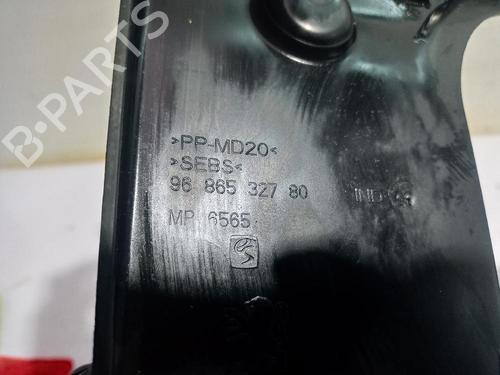 B-PARTS
>PP-MD20<
>SEBS<
96 865 327 80
MP 6565